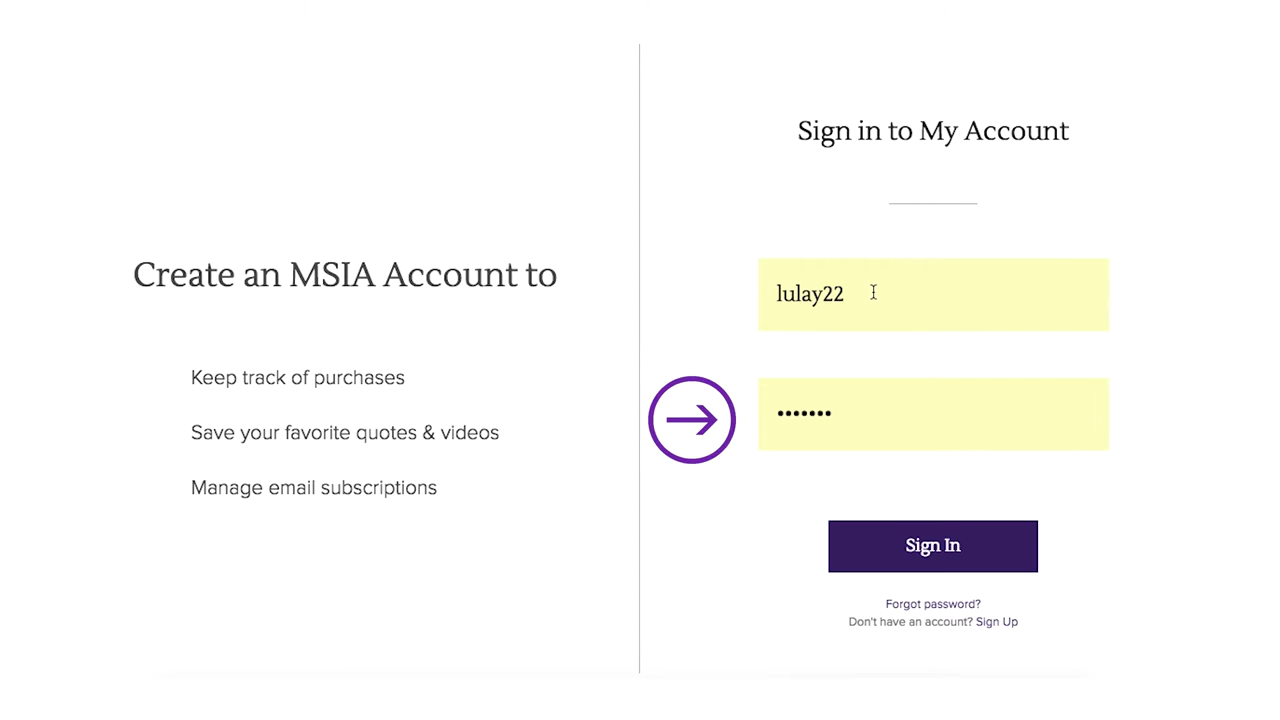 Create an MSIA Account to
Keep track of purchases
Save your favorite quotes & videos
Manage email subscriptions
Sign in to My Account
lulay22
•••••••
Sign In
Forgot password?
Don't have an account? Sign Up